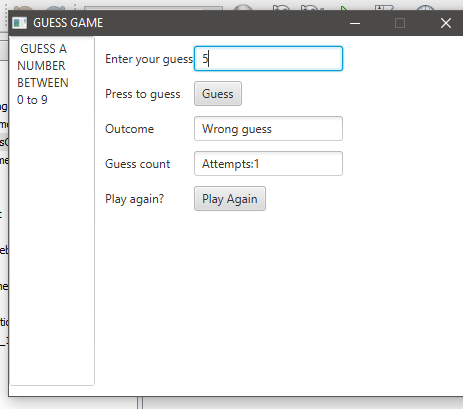 GUESS GAME
GUESS A
NUMBER
BETWEEN
0 to 9
Enter your guess 5
Press to guess Guess
Outcome Wrong guess
Guess count Attempts:1
Play again? Play Again